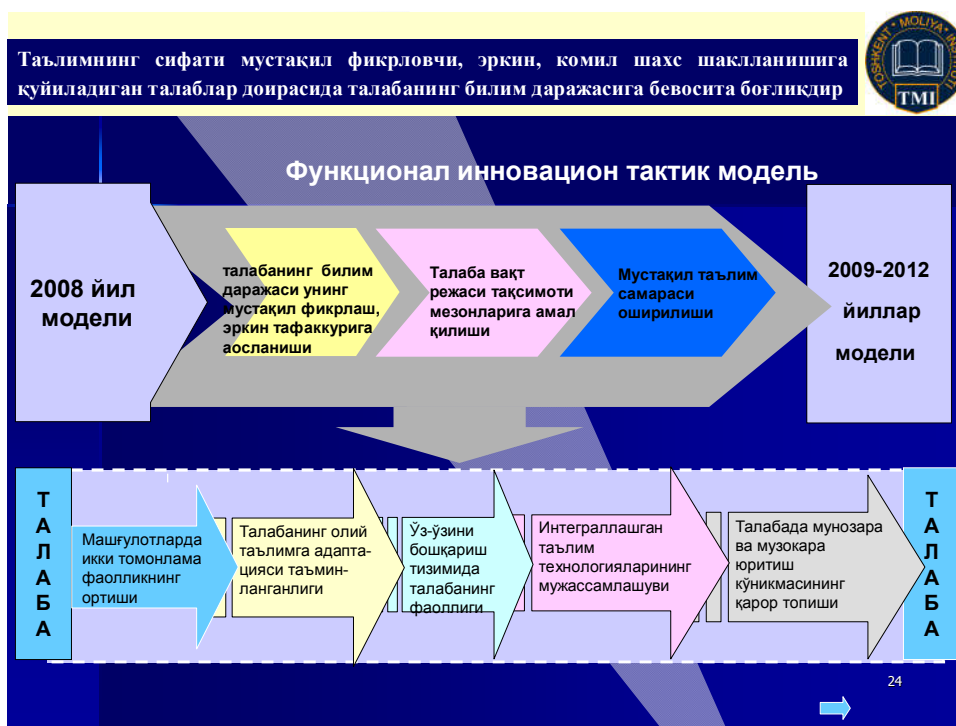 Таълимнинг сифати мустақил фикрловчи, эркин, комил шахс шаклланишига
қуйиладиган талаблар доирасида талабанинг билим даражасига бевосита боғлиқдир
TOSHKENT * MOLIYA * INSTITUTI
TMI
Функционал инновацион тактик модель
2008 йил
модели
талабанинг билим
даражаси унинг
мустақил фикрлаш,
эркин тафаккурига
аосланиши
Талаба вақт
режаси тақсимоти
мезонларига амал
қилиши
Мустақил таълим
самараси
оширилиши
2009-2012
йиллар
модели
Т
А
Л
А
Б
А
Машғулотларда
икки томонлама
фаолликнинг
ортиши
Талабанинг олий
таълимга адапта-
цияси таъмин-
ланганлиги
Ўз-ўзини
бошқариш
тизимида
талабанинг
фаоллиги
Интеграллашган
таълим
технологияларининг
мужассамлашуви
Талабада мунозара
ва музокара
юритиш
кўникмасининг
қарор топиши
Т
А
Л
А
Б
А
24